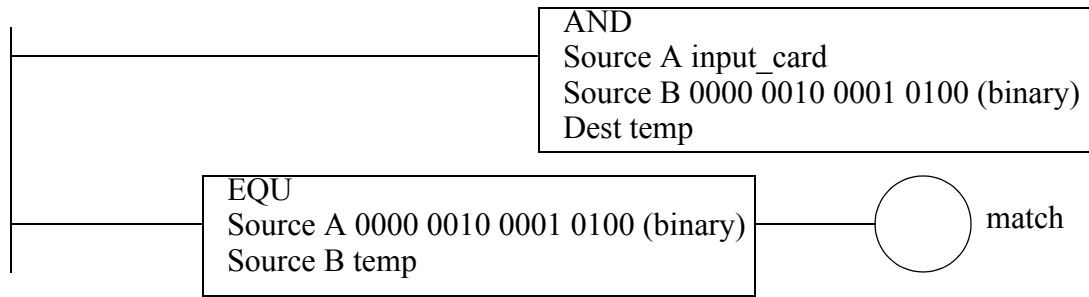 AND
Source A input_card
Source B 0000 0010 0001 0100 (binary)
Dest temp
EQU
Source A 0000 0010 0001 0100 (binary)
Source B temp
match